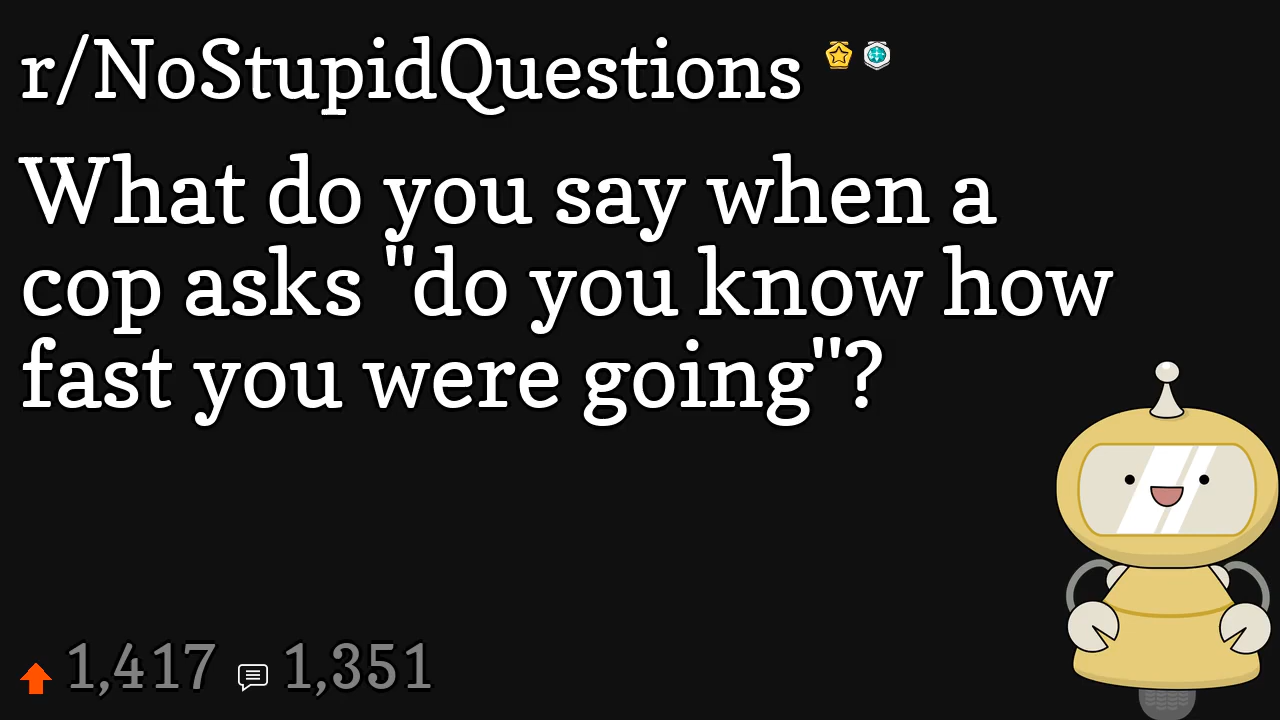 r/NoStupidQuestions
What do you say when a
cop asks "do you know how
fast you were going"?
1,417 1,351